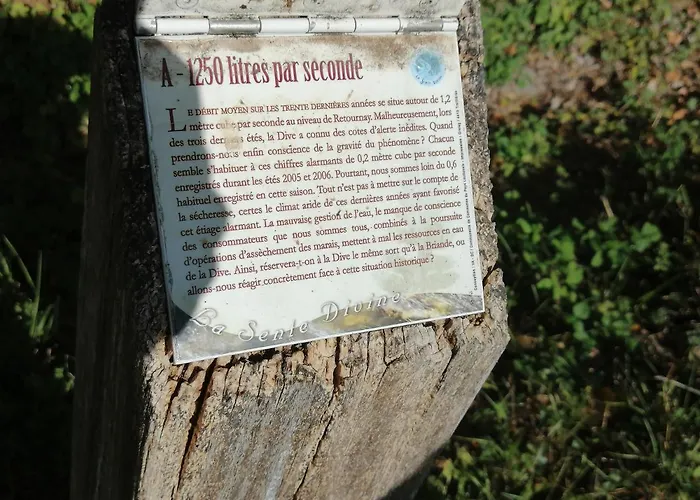 A - 1250 litres par seconde
LE DÉBIT MOYEN SUR LES TRENTE DERNIÈRES années se situe autour de 1,2
mètre cube par seconde au niveau de Retournay. Malheureusement, lors
des trois derniers étés, la Dive a connu des cotes d'alerte inédites. Quand
prendrons-nous enfin conscience de la gravité du phénomène ? Chacun
semble s'habituer à ces chiffres alarmants de 0,2 mètre cube par seconde
enregistrés durant les étés 2005 et 2006. Pourtant, nous sommes loin du 0,6
habituel enregistré en cette saison. Tout n'est pas à mettre sur le compte de
la sécheresse, certes le climat aride de ces dernières années ayant favorisé
cet étiage alarmant. La mauvaise gestion de l'eau, le manque de conscience
des consommateurs que nous sommes tous, combinés à la poursuite
d'opérations d'assèchement des marais, mettent à mal les ressources en eau
de la Dive. Ainsi, réservera-t-on à la Dive le même sort qu'à la Briande, ou
allons-nous réagir concrètement face à cette situation historique ?
La Sente Divine